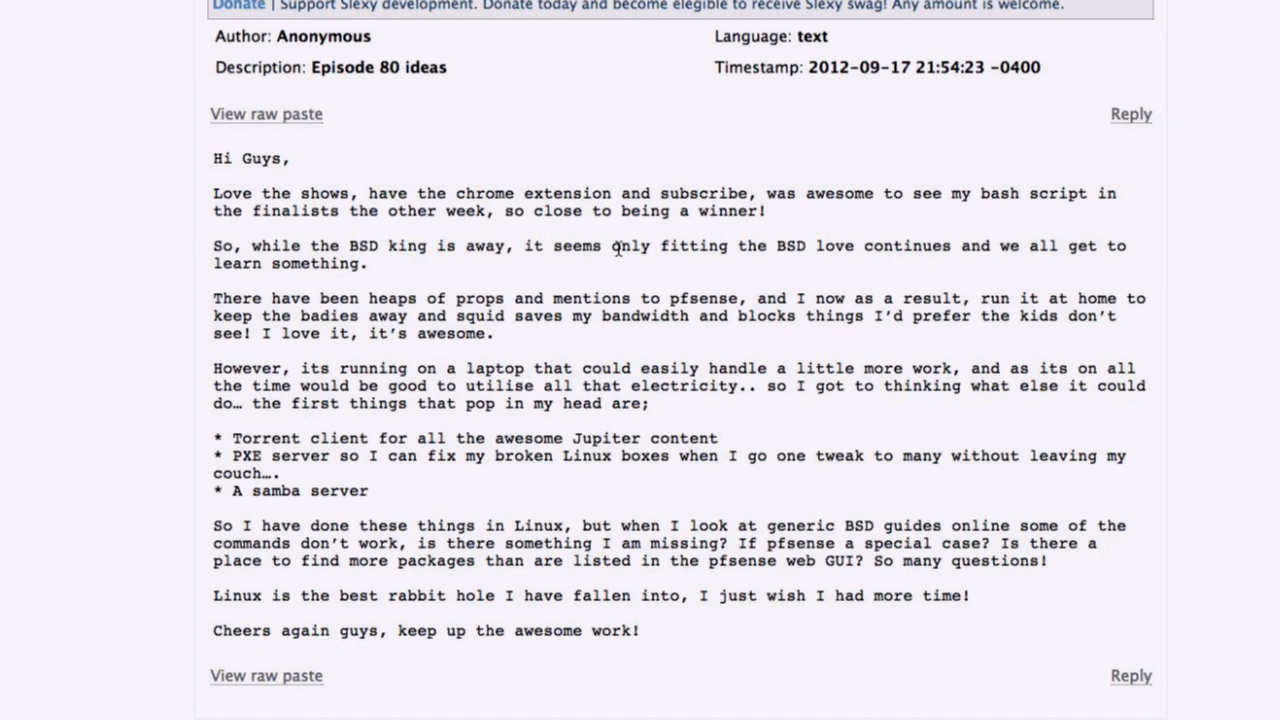 Donate | Support Slexy development. Donate today and become elegible to receive Slexy swag! Any amount is welcome.
Author: Anonymous Language: text
Description: Episode 80 ideas Timestamp: 2012-09-17 21:54:23 -0400
View raw paste Reply
Hi Guys,
Love the shows, have the chrome extension and subscribe, was awesome to see my bash script in
the finalists the other week, so close to being a winner!
So, while the BSD king is away, it seems only fitting the BSD love continues and we all get to
learn something.
There have been heaps of props and mentions to pfsense, and I now as a result, run it at home to
keep the badies away and squid saves my bandwidth and blocks things I'd prefer the kids don't
see! I love it, it's awesome.
However, its running on a laptop that could easily handle a little more work, and as its on all
the time would be good to utilise all that electricity.. so I got to thinking what else it could
do… the first things that pop in my head are;
* Torrent client for all the awesome Jupiter content
* PXE server so I can fix my broken Linux boxes when I go one tweak to many without leaving my
couch….
* A samba server
So I have done these things in Linux, but when I look at generic BSD guides online some of the
commands don't work, is there something I am missing? If pfsense a special case? Is there a
place to find more packages than are listed in the pfsense web GUI? So many questions!
Linux is the best rabbit hole I have fallen into, I just wish I had more time!
Cheers again guys, keep up the awesome work!
View raw paste Reply